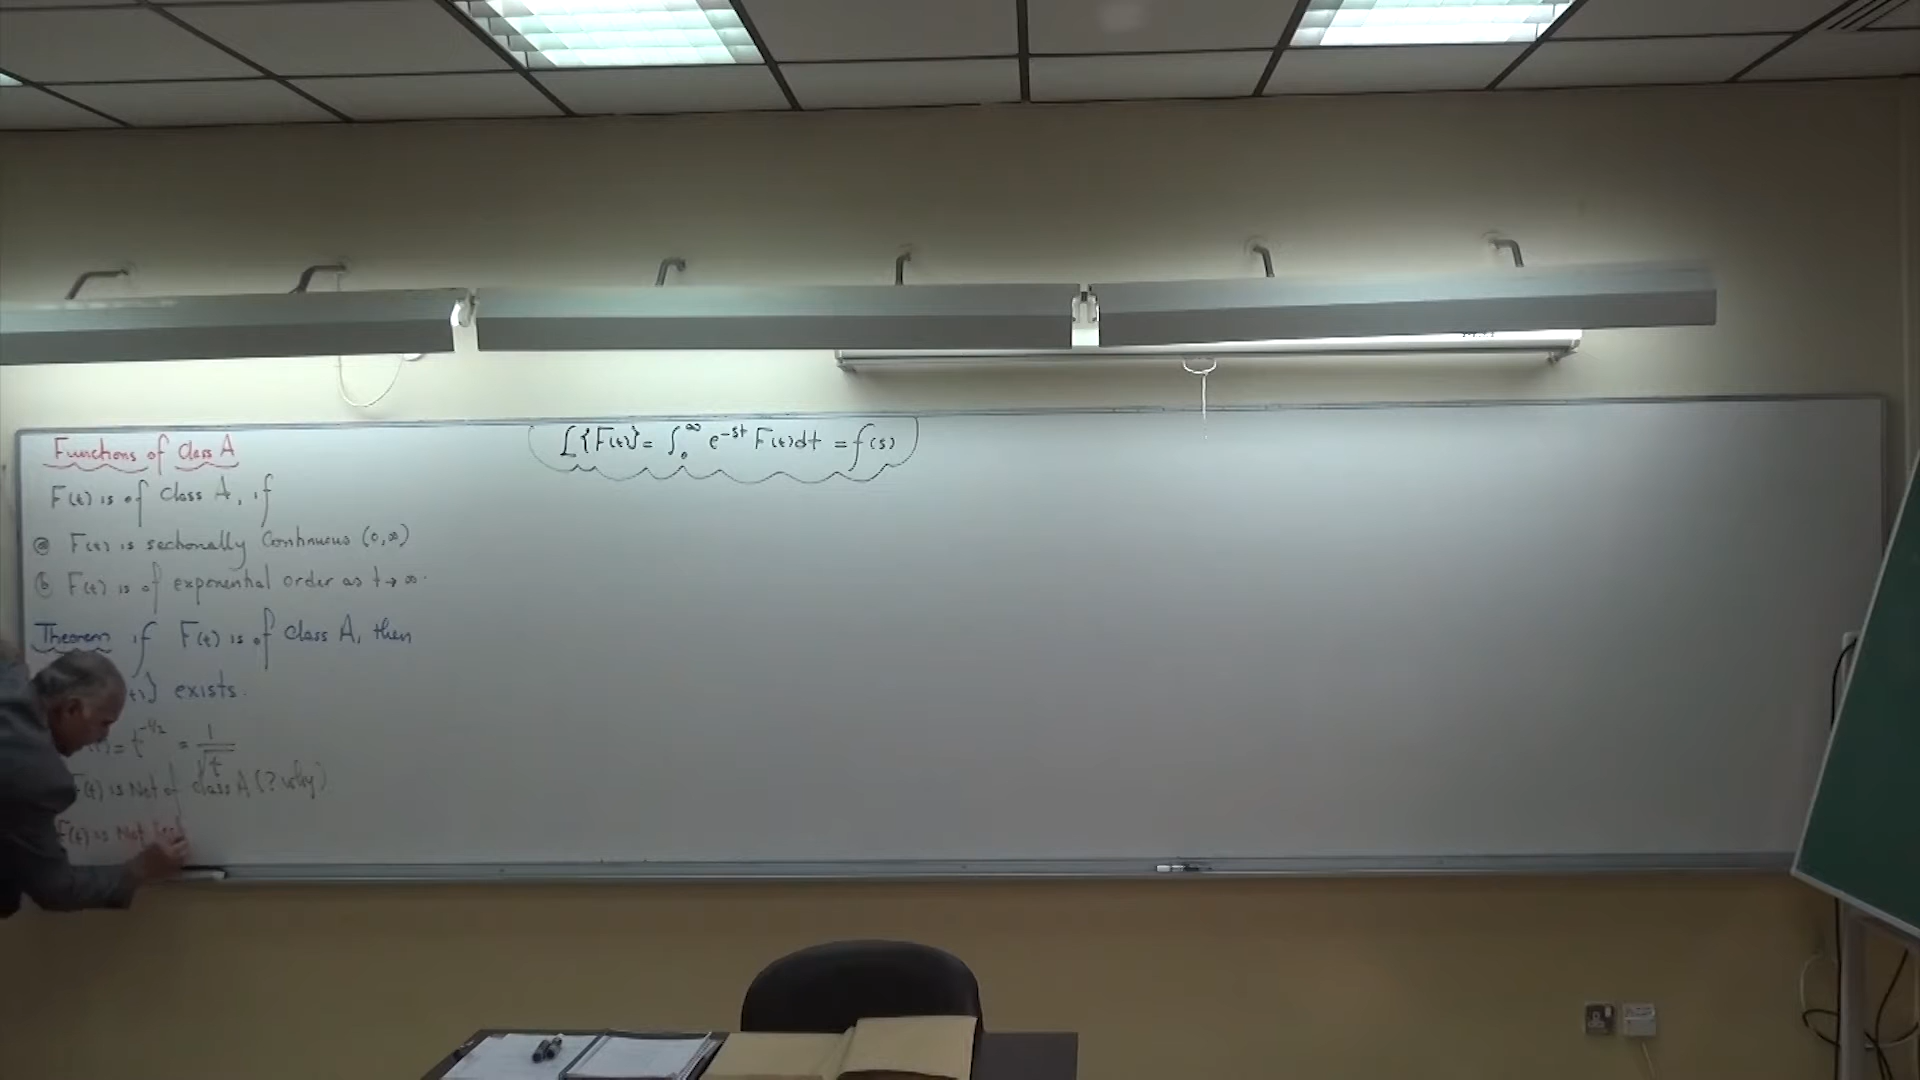 Functions of Class A
F(t) is of Class A, if
ⓐ F(t) is sectionally Continuous (0,∞)
ⓑ F(t) is of exponential order as t→∞.
Theorem if F(t) is of class A, then
t)} exists.
t)= t^{-1/2} = 1/√t
F(t) is Not of class A (? why)
F(t) is Not
L{F(t)} = ∫₀^∞ e^{-st} F(t)dt = f(s)